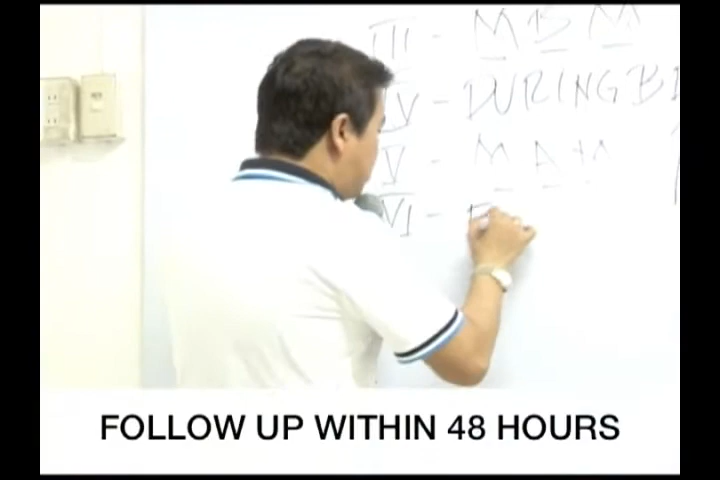 III - M B M
IV - DURING B
V - M A M
VI - F
FOLLOW UP WITHIN 48 HOURS